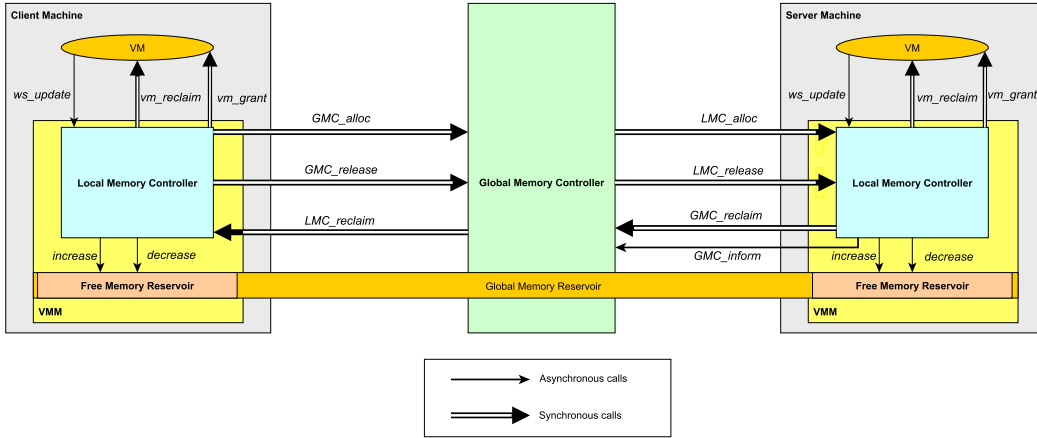 Client Machine
Server Machine
VM
VM
ws_update
vm_reclaim
vm_grant
ws_update
vm_reclaim
vm_grant
GMC_alloc
LMC_alloc
Local Memory Controller
GMC_release
Global Memory Controller
LMC_release
Local Memory Controller
LMC_reclaim
GMC_reclaim
increase
decrease
GMC_inform
increase
decrease
Free Memory Reservoir
Global Memory Reservoir
Free Memory Reservoir
VMM
VMM
Asynchronous calls
Synchronous calls